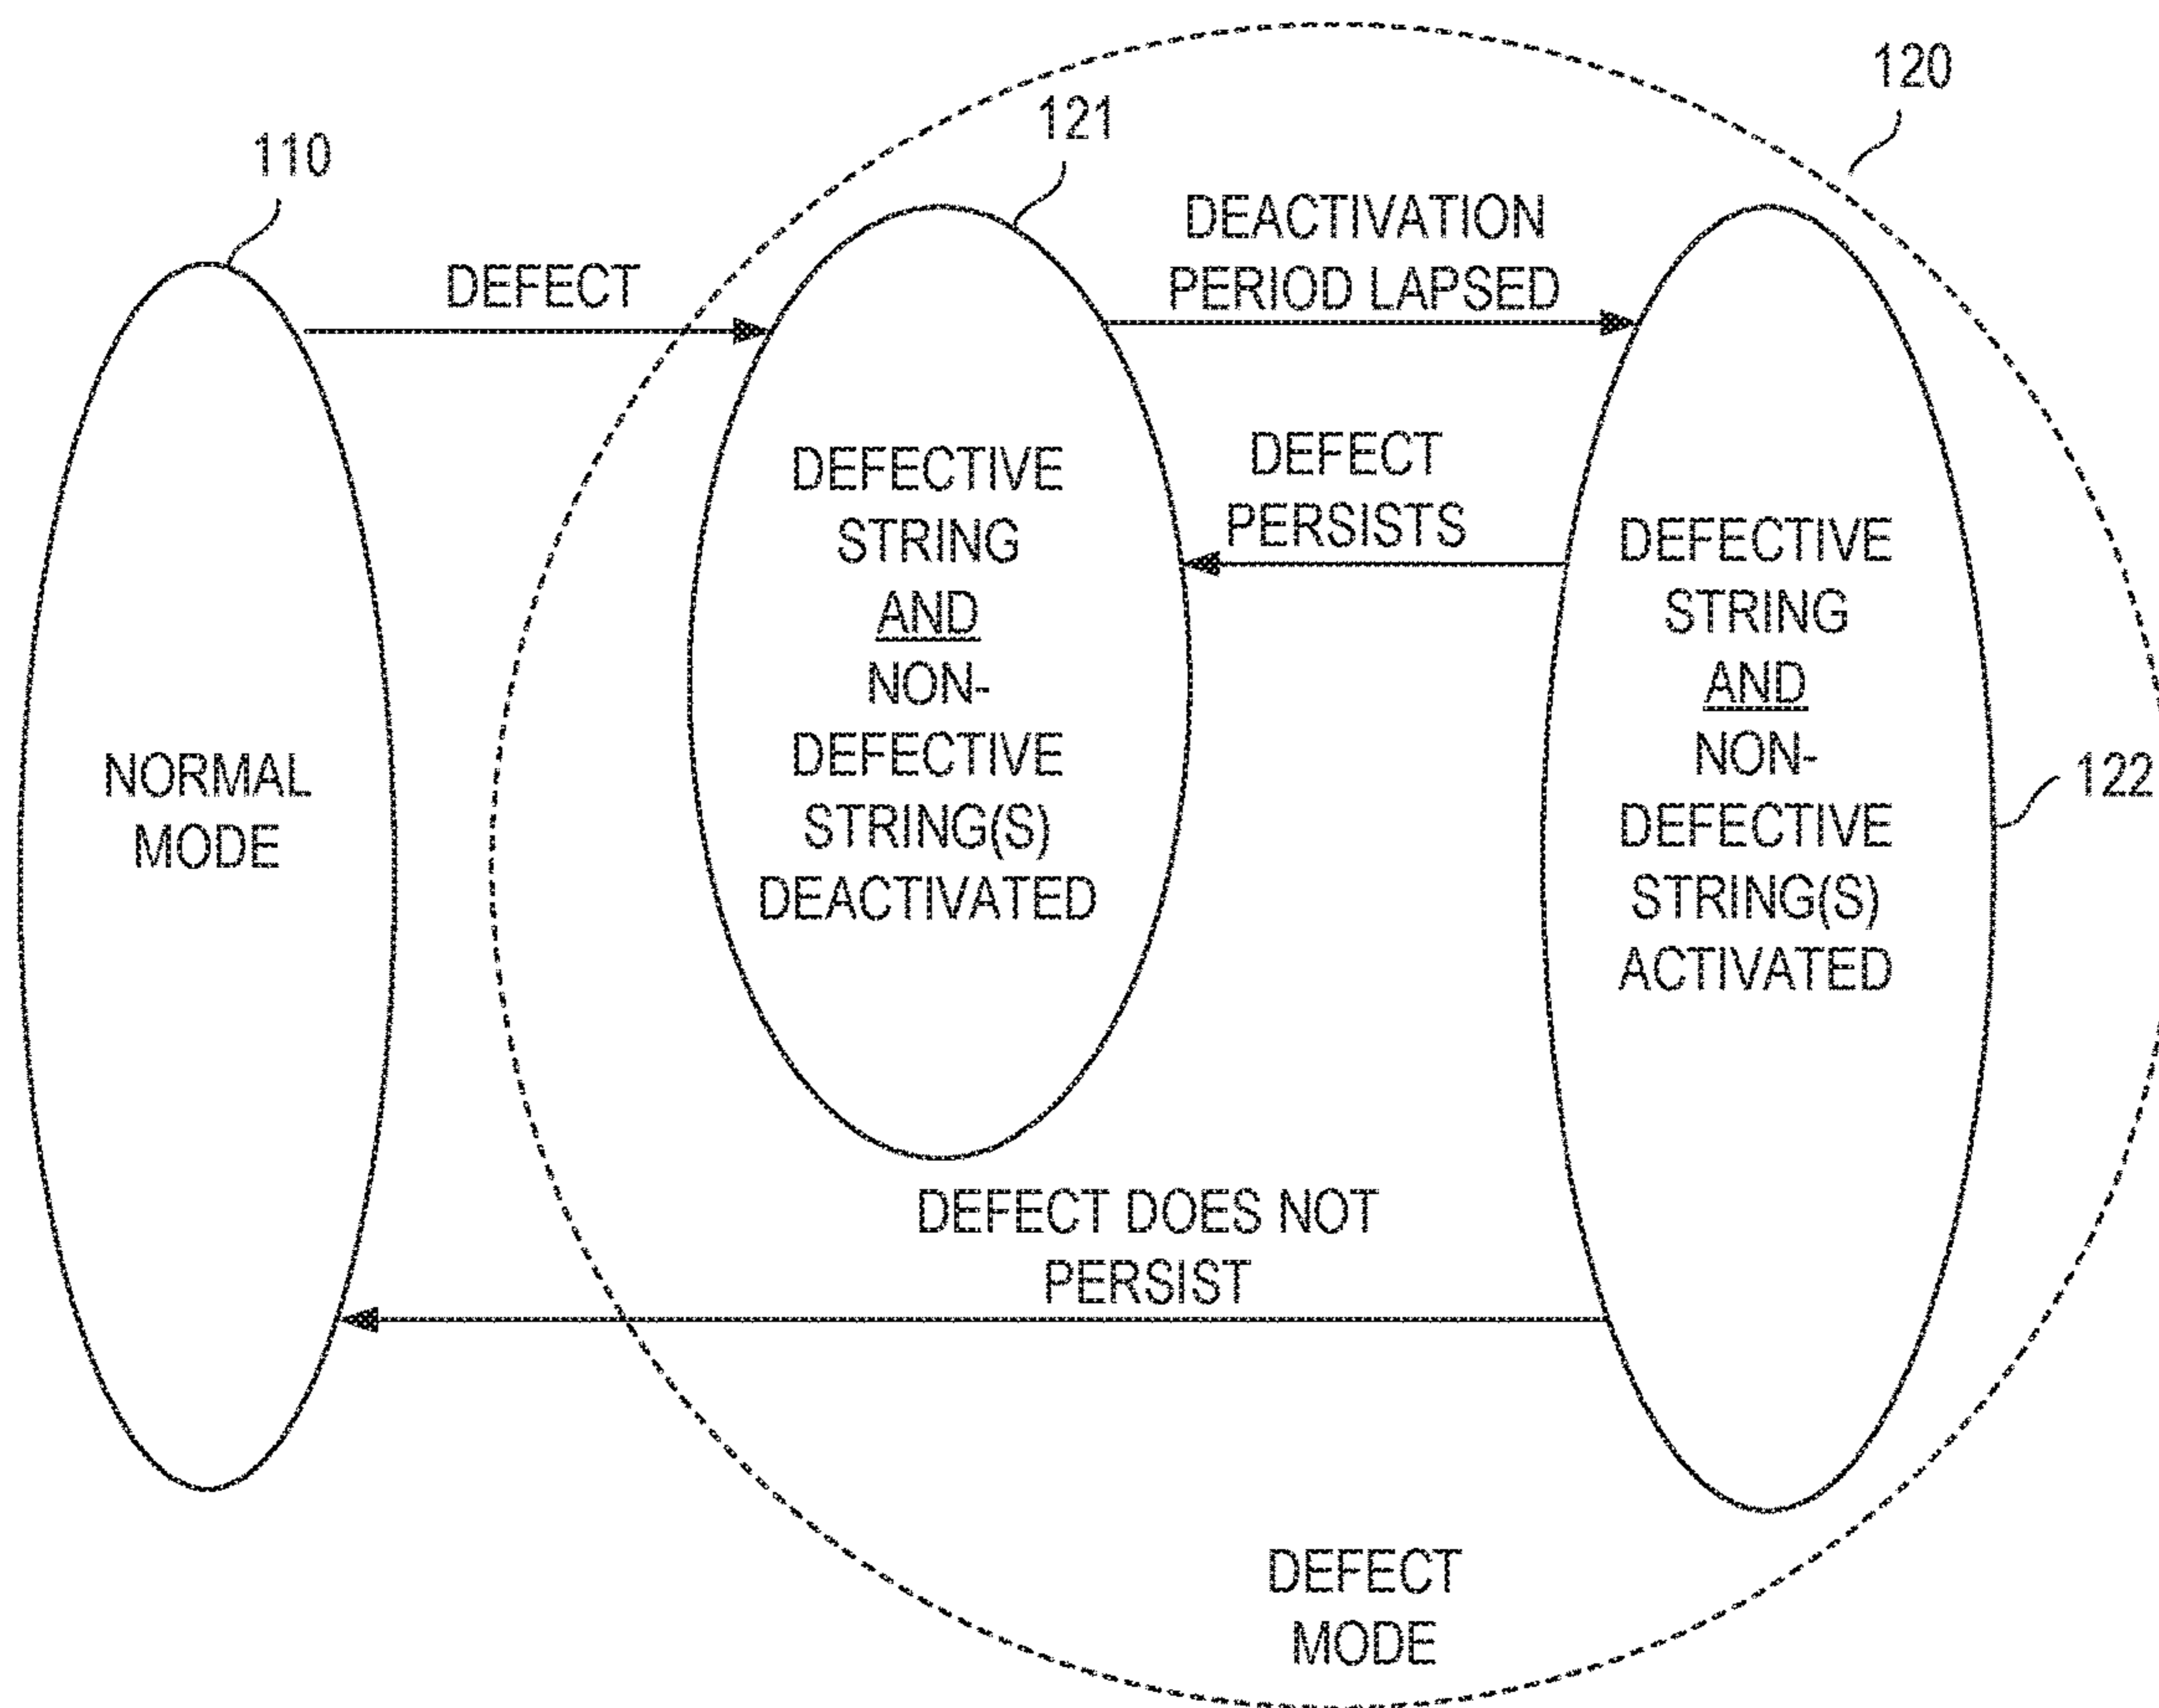 120
121
110
DEACTIVATION
PERIOD LAPSED
DEFECT
DEFECT
PERSISTS
DEFECTIVE
STRING
AND
NON-
DEFECTIVE
STRING(S)
DEACTIVATED
DEFECTIVE
STRING
AND
NON-
DEFECTIVE
STRING(S)
ACTIVATED
122
NORMAL
MODE
DEFECT DOES NOT
PERSIST
DEFECT
MODE